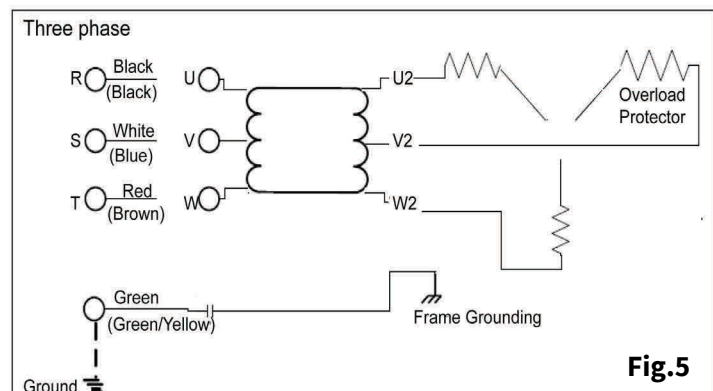 Three phase
R Black (Black) U U2
Overload Protector
S White (Blue) V V2
T Red (Brown) W W2
Green (Green/Yellow)
Frame Grounding
Ground
Fig.5